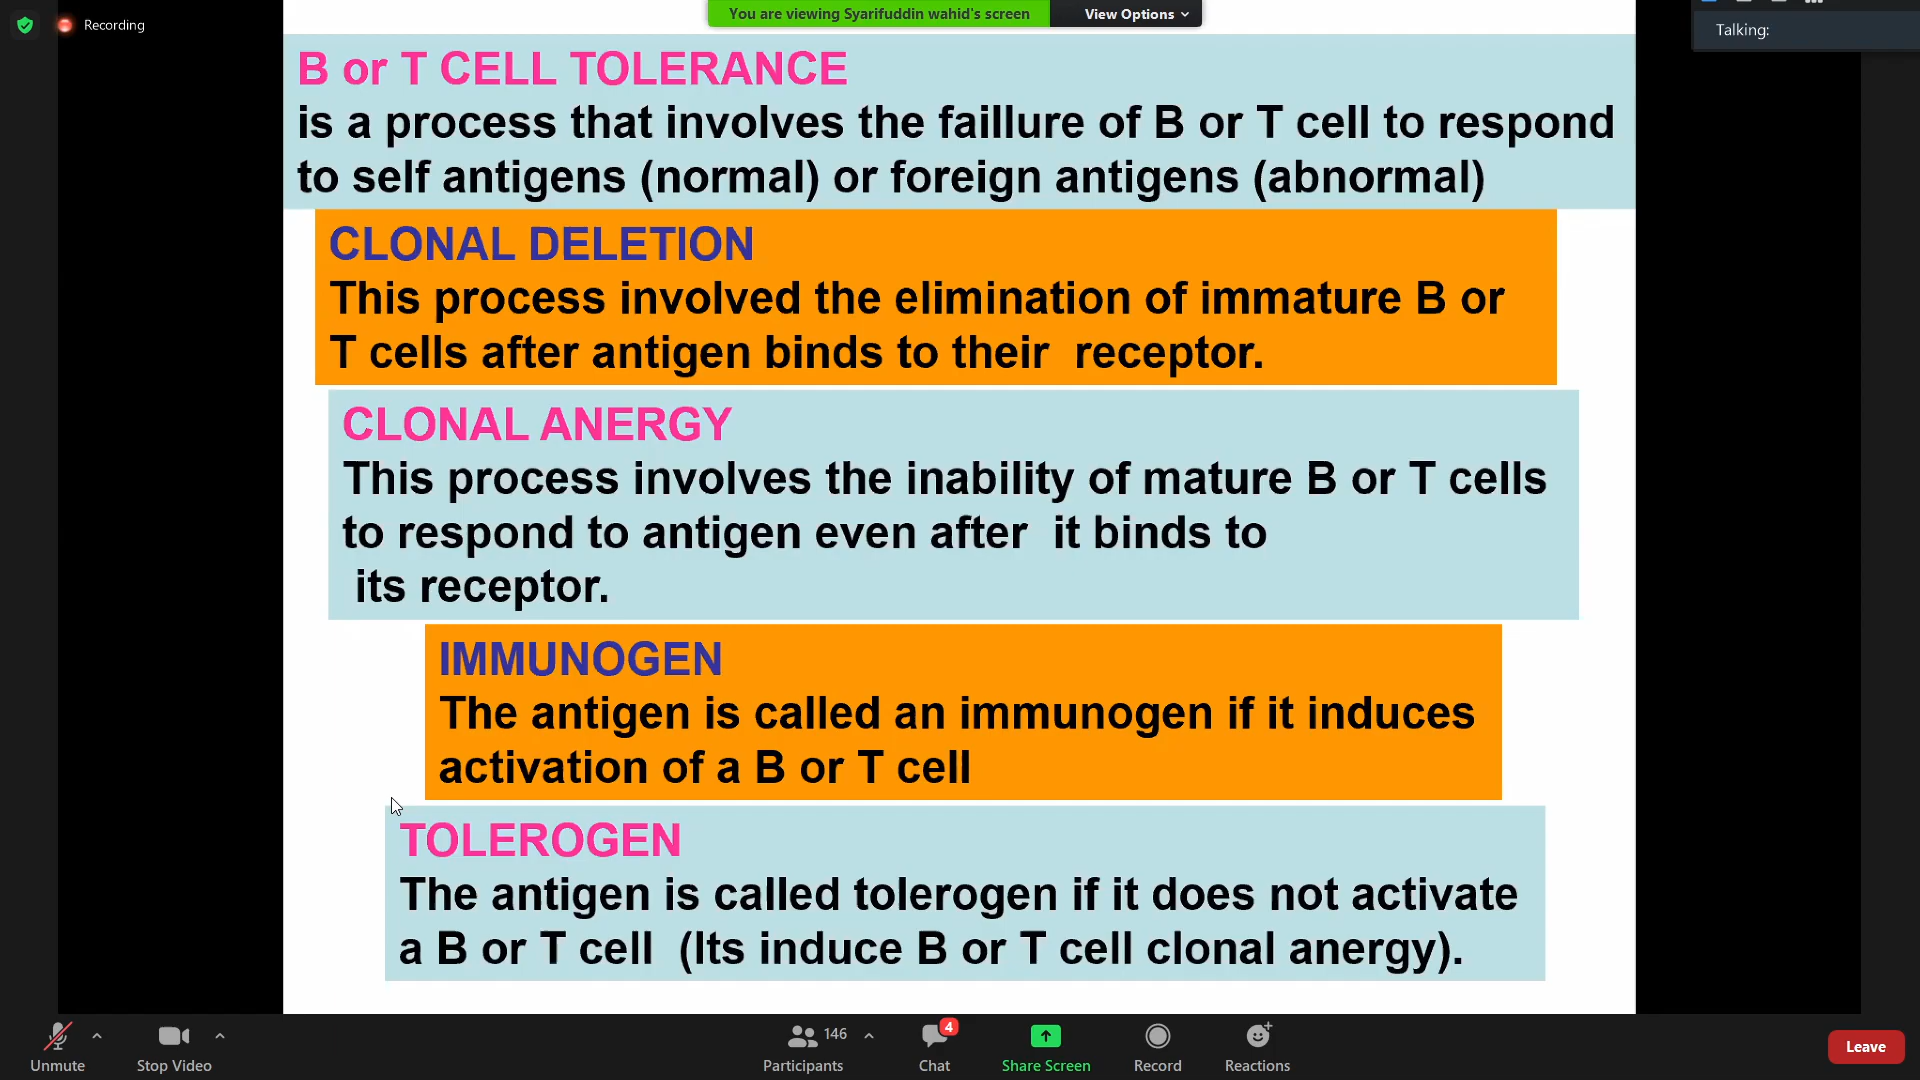 Recording
You are viewing Syarifuddin wahid's screen
View Options
Talking:
B or T CELL TOLERANCE
is a process that involves the faillure of B or T cell to respond
to self antigens (normal) or foreign antigens (abnormal)
CLONAL DELETION
This process involved the elimination of immature B or
T cells after antigen binds to their receptor.
CLONAL ANERGY
This process involves the inability of mature B or T cells
to respond to antigen even after it binds to
its receptor.
IMMUNOGEN
The antigen is called an immunogen if it induces
activation of a B or T cell
TOLEROGEN
The antigen is called tolerogen if it does not activate
a B or T cell (Its induce B or T cell clonal anergy).
Unmute
Stop Video
146
Participants
4
Chat
Share Screen
Record
Reactions
Leave